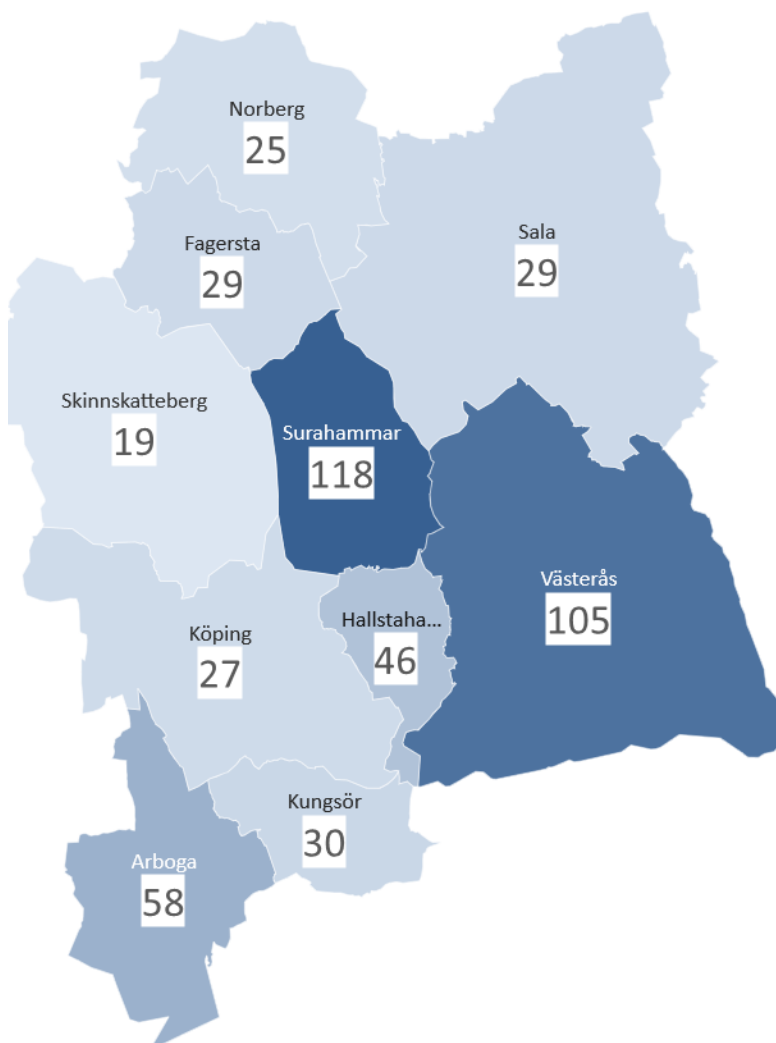 Norberg
25
Sala
29
Fagersta
29
Skinnskatteberg
19
Surahammar
118
Västerås
105
Hallstaha...
46
Köping
27
Kungsör
30
Arboga
58